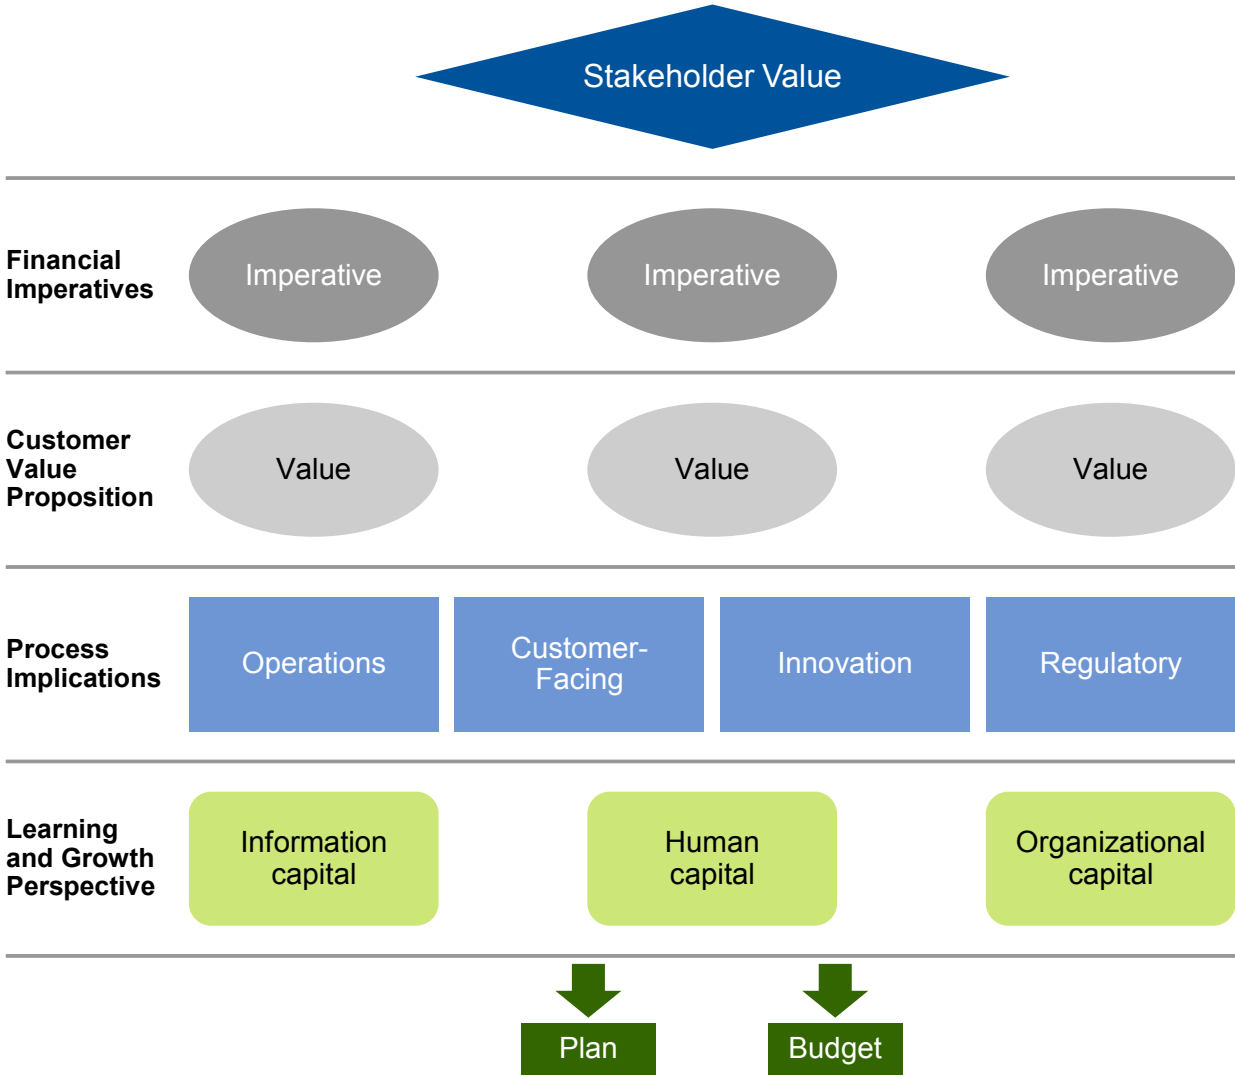 Stakeholder Value
Financial
Imperatives
Imperative
Imperative
Imperative
Customer
Value
Proposition
Value
Value
Value
Process
Implications
Operations
Customer-
Facing
Innovation
Regulatory
Learning
and Growth
Perspective
Information
capital
Human
capital
Organizational
capital
Plan
Budget